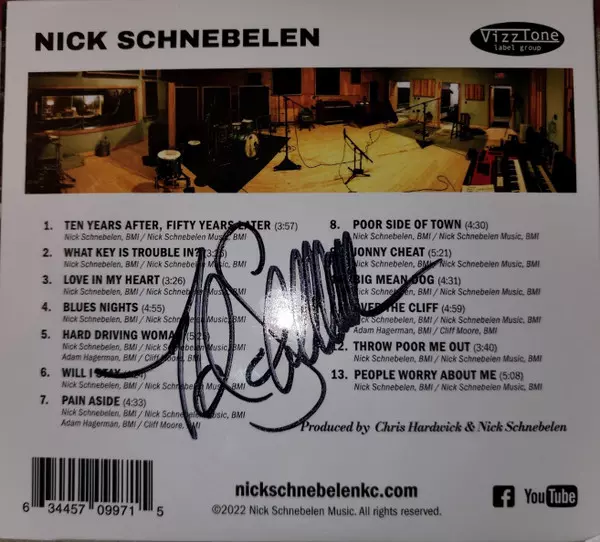 NICK SCHNEBELEN
VizzTone
label group
1. TEN YEARS AFTER, FIFTY YEARS LATER (3:57)
Nick Schnebelen, BMI / Nick Schnebelen Music, BMI
2. WHAT KEY IS TROUBLE IN?
Nick Schnebelen, BMI / Nick Schnebelen Music, BMI
3. LOVE IN MY HEART (3:26)
Nick Schnebelen, BMI / Nick Schnebelen Music, BMI
4. BLUES NIGHTS (4:55)
Nick Schnebelen, BMI / Nick Schnebelen Music, BMI
5. HARD DRIVING WOMAN
Nick Schnebelen, BMI / Nick Schnebelen Music, BMI
Adam Hagerman, BMI / Cliff Moore, BMI
6. WILL I STAY
Nick Schnebelen, BMI / Nick Schnebelen Music, BMI
7. PAIN ASIDE (4:33)
Nick Schnebelen, BMI / Nick Schnebelen Music, BMI
Adam Hagerman, BMI / Cliff Moore, BMI
8. POOR SIDE OF TOWN (4:30)
Nick Schnebelen, BMI / Nick Schnebelen Music, BMI
JONNY CHEAT (5:21)
Schnebelen, BMI / Nick Schnebelen Music, BMI
BIG MEAN DOG (4:31)
Schnebelen, BMI / Nick Schnebelen Music, BMI
OVER THE CLIFF (4:59)
Nick Schnebelen, BMI / Nick Schnebelen Music, BMI
BMI / Cliff Moore, BMI
12. THROW POOR ME OUT (3:40)
Nick Schnebelen, BMI / Nick Schnebelen Music, BMI
13. PEOPLE WORRY ABOUT ME (5:08)
Nick Schnebelen, BMI / Nick Schnebelen Music, BMI
Produced by Chris Hardwick & Nick Schnebelen
6 34457 09971 5
nickschnebelenkc.com
©2022 Nick Schnebelen Music. All rights reserved.
f YouTube